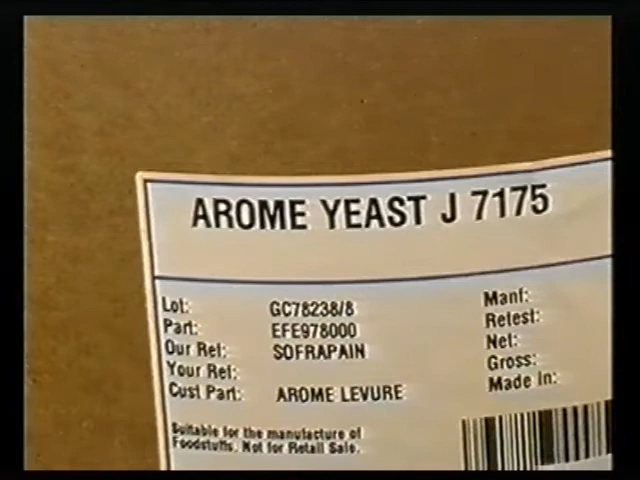 AROME YEAST J 7175
Lot: GC78238/8 Manf:
Part: EFE978000 Retest:
Our Ref: SOFRAPAIN Net:
Your Ref: Gross:
Cust Part: AROME LEVURE Made In:
Suitable for the manufacture of
Foodstuffs. Not for Retail Sale.